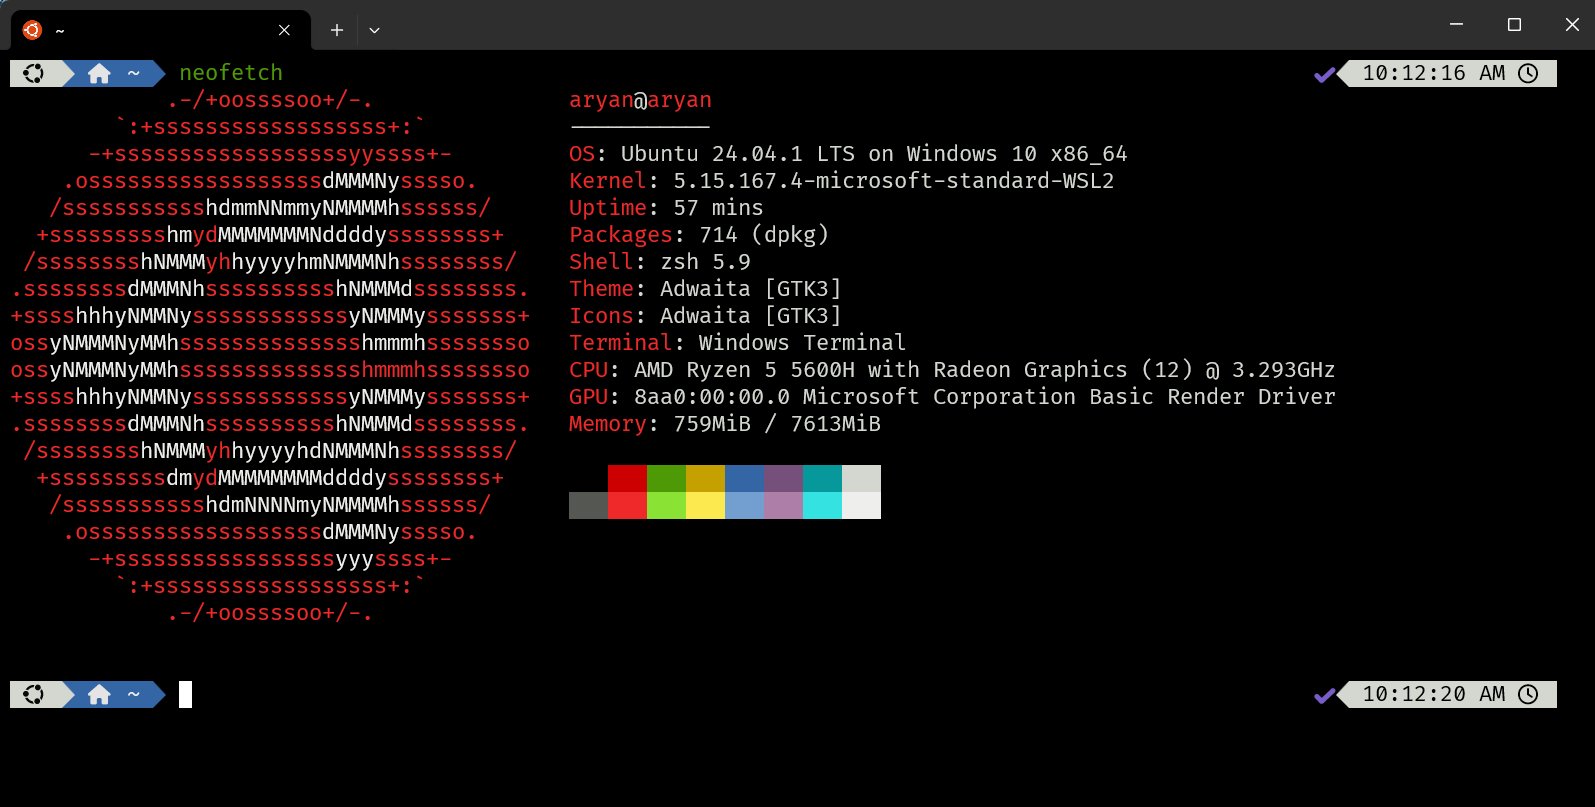 ~
~ neofetch 10:12:16 AM
.-/+oossssoo+/-. aryan@aryan
`:+ssssssssssssssssss+:` -----------
-+ssssssssssssssssssyyssss+- OS: Ubuntu 24.04.1 LTS on Windows 10 x86_64
.ossssssssssssssssssdMMMNysssso. Kernel: 5.15.167.4-microsoft-standard-WSL2
/ssssssssssshdmmNNmmyNMMMMhssssss/ Uptime: 57 mins
+ssssssssshmydMMMMMMMNddddyssssssss+ Packages: 714 (dpkg)
/sssssssshNMMMyhhyyyyhmNMMMNhssssssss/ Shell: zsh 5.9
.ssssssssdMMMNhsssssssssshNMMMdssssssss. Theme: Adwaita [GTK3]
+sssshhhyNMMNyssssssssssssyNMMMysssssss+ Icons: Adwaita [GTK3]
ossyNMMMNyMMhsssssssssssssshmmmhssssssso Terminal: Windows Terminal
ossyNMMMNyMMhsssssssssssssshmmmhssssssso CPU: AMD Ryzen 5 5600H with Radeon Graphics (12) @ 3.293GHz
+sssshhhyNMMNyssssssssssssyNMMMysssssss+ GPU: 8aa0:00:00.0 Microsoft Corporation Basic Render Driver
.ssssssssdMMMNhsssssssssshNMMMdssssssss. Memory: 759MiB / 7613MiB
/sssssssshNMMMyhhyyyyhdNMMMNhssssssss/
+sssssssssdmydMMMMMMMMddddyssssssss+
/ssssssssssshdmNNNNmyNMMMMhssssss/
.ossssssssssssssssssdMMMNysssso.
-+sssssssssssssssssyyyssss+-
`:+ssssssssssssssssss+:`
.-/+oossssoo+/-.
~ 10:12:20 AM